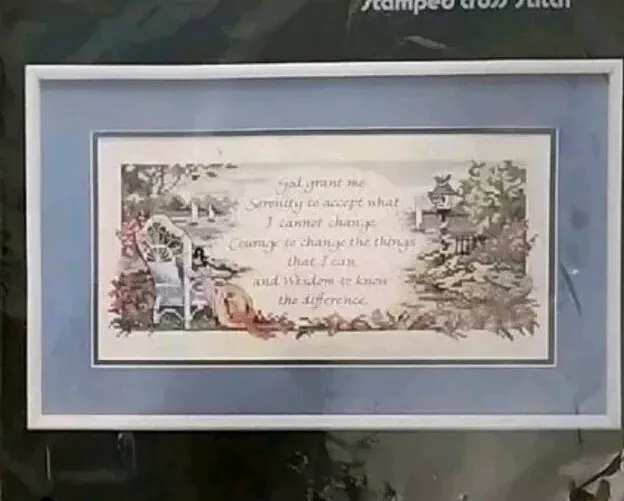 Stamped Cross Stitch
God grant me
Serenity to accept what
I cannot change,
Courage to change the things
that I can,
and Wisdom to know
the difference.